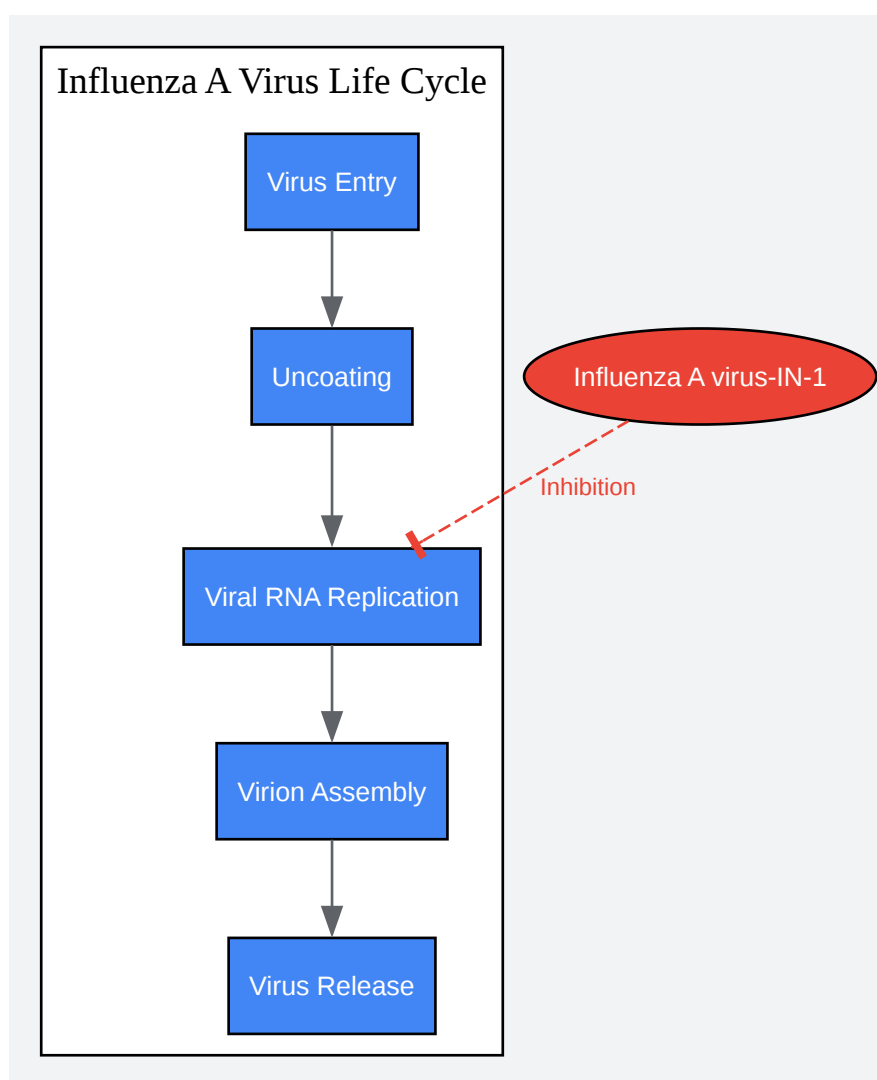 Influenza A Virus Life Cycle
Virus Entry
Uncoating
Influenza A virus-IN-1
Inhibition
Viral RNA Replication
Virion Assembly
Virus Release